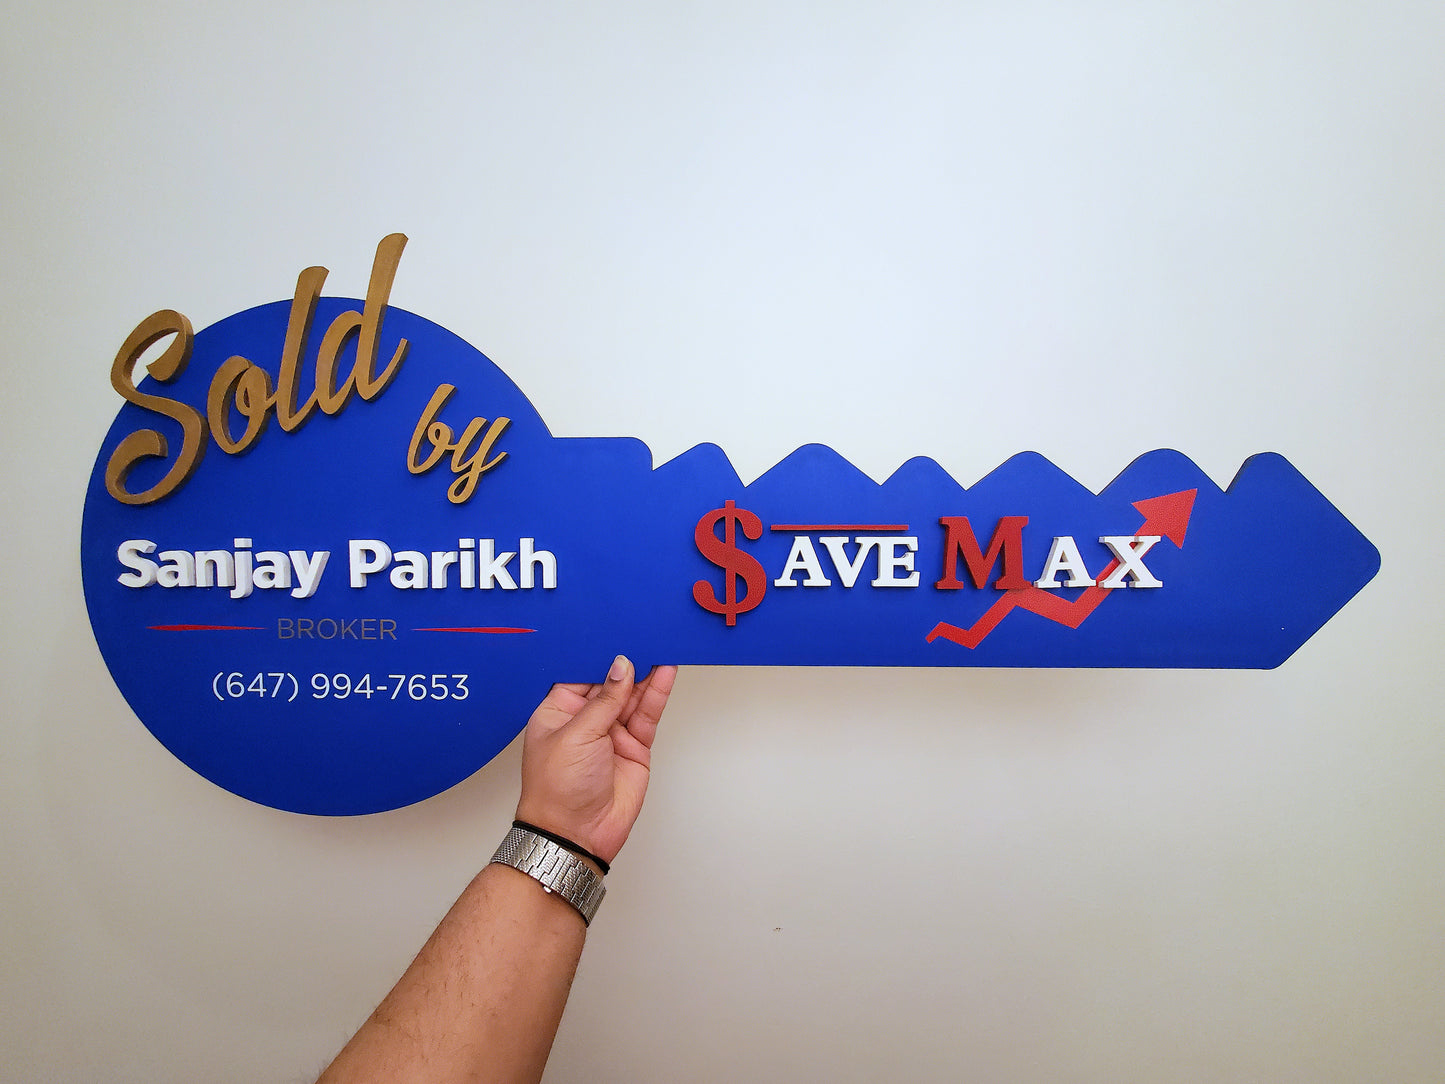 Sold
by
Sanjay Parikh
BROKER
(647) 994-7653
$AVE MAX